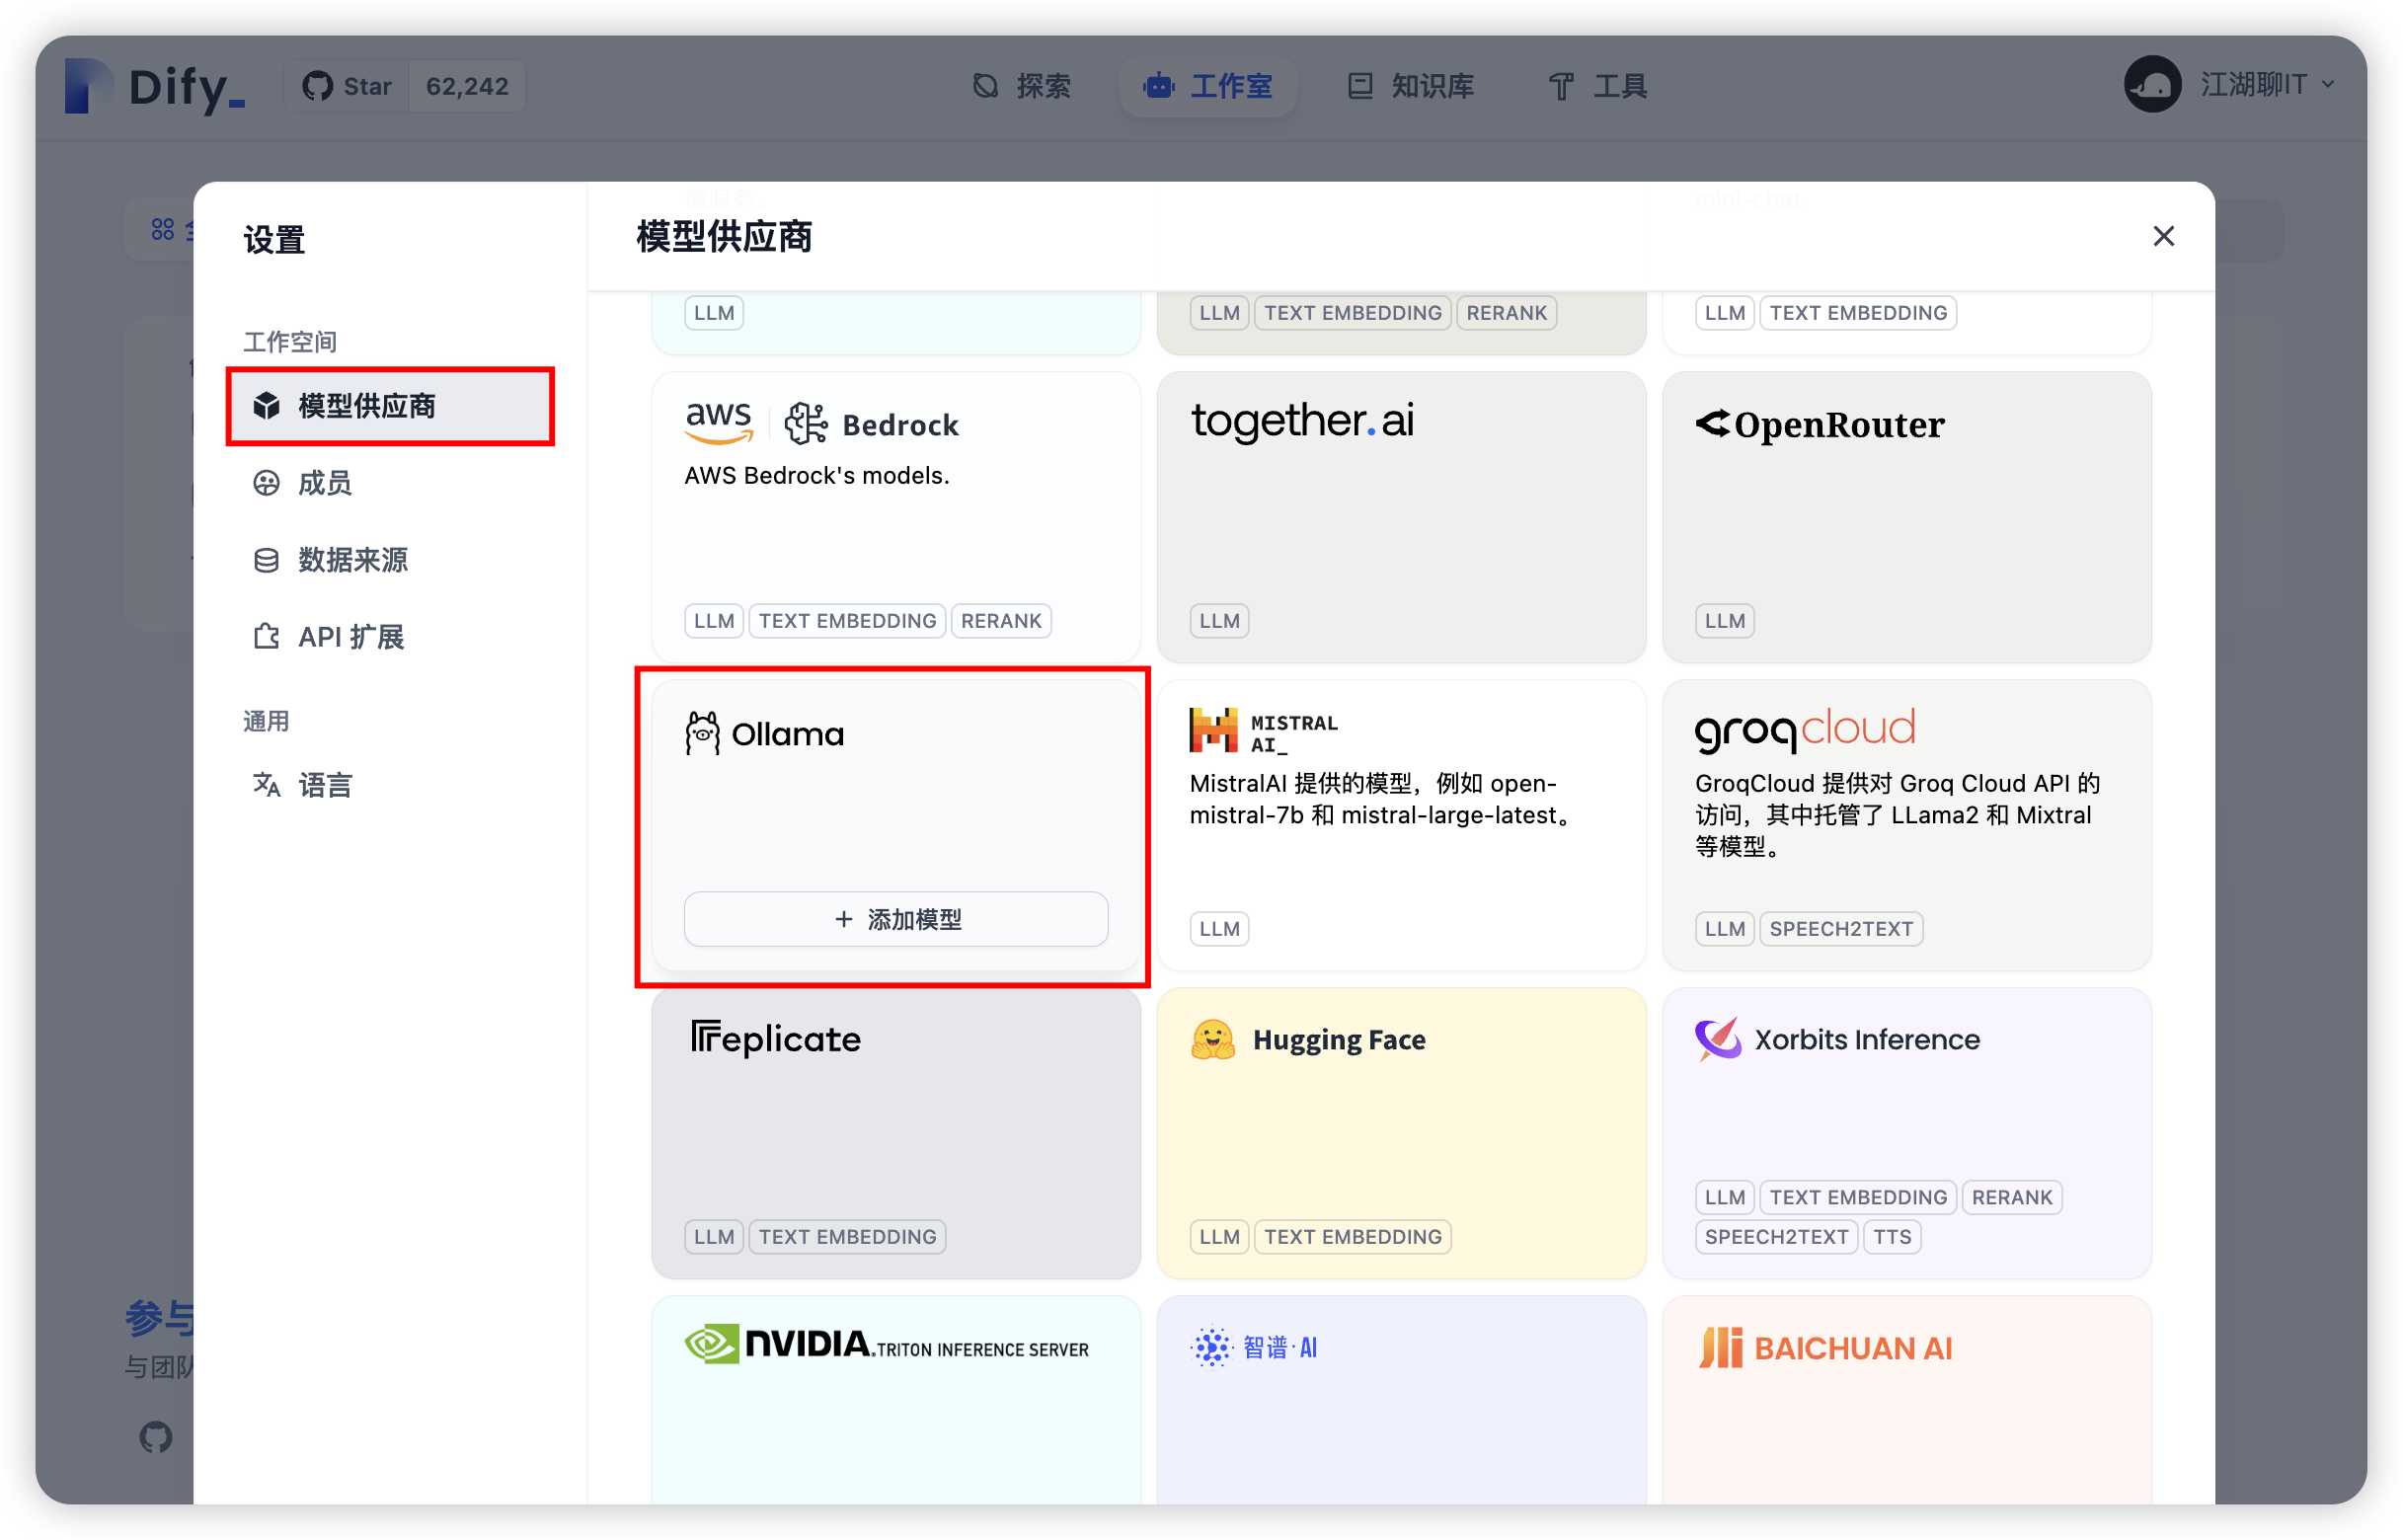 Dify_
Star 62,242
探索
工作室
知识库
工具
江湖聊IT
微服务。
mini-chat.
设置
工作空间
模型供应商
成员
数据来源
API 扩展
通用
语言
模型供应商
LLM
LLM TEXT EMBEDDING RERANK
LLM TEXT EMBEDDING
aws Bedrock
AWS Bedrock's models.
LLM TEXT EMBEDDING RERANK
together.ai
LLM
OpenRouter
LLM
Ollama
+ 添加模型
MISTRAL
AI_
MistralAI 提供的模型，例如 open-
mistral-7b 和 mistral-large-latest。
LLM
groqcloud
GroqCloud 提供对 Groq Cloud API 的
访问，其中托管了 LLama2 和 Mixtral
等模型。
LLM SPEECH2TEXT
Replicate
LLM TEXT EMBEDDING
Hugging Face
LLM TEXT EMBEDDING
Xorbits Inference
LLM TEXT EMBEDDING RERANK
SPEECH2TEXT TTS
NVIDIA.TRITON INFERENCE SERVER
智谱·AI
BAICHUAN AI
参与
与团队